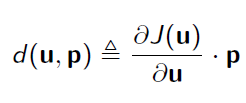 d(u, p) ≜ ∂J(u)/∂u · p